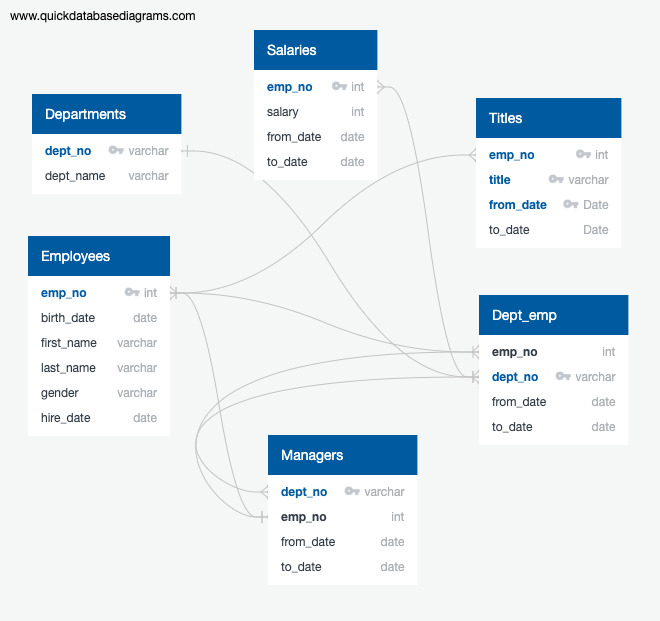 www.quickdatabasediagrams.com
Salaries
emp_no int
salary int
from_date date
to_date date
Departments
dept_no varchar
dept_name varchar
Titles
emp_no int
title varchar
from_date Date
to_date Date
Employees
emp_no int
birth_date date
first_name varchar
last_name varchar
gender varchar
hire_date date
Dept_emp
emp_no int
dept_no varchar
from_date date
to_date date
Managers
dept_no varchar
emp_no int
from_date date
to_date date